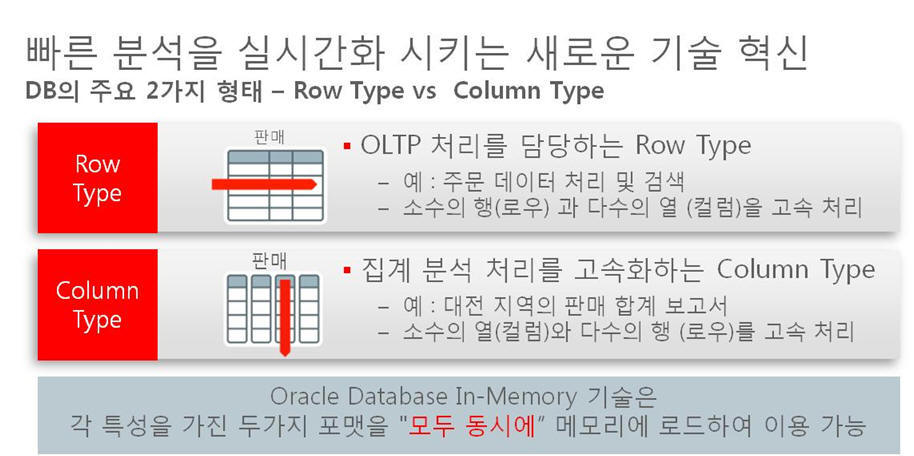 빠른 분석을 실시간화 시키는 새로운 기술 혁신
DB의 주요 2가지 형태 – Row Type vs Column Type
Row
Type
판매
▪ OLTP 처리를 담당하는 Row Type
– 예 : 주문 데이터 처리 및 검색
– 소수의 행(로우) 과 다수의 열 (컬럼)을 고속 처리
Column
Type
판매
▪ 집계 분석 처리를 고속화하는 Column Type
– 예 : 대전 지역의 판매 합계 보고서
– 소수의 열(컬럼)와 다수의 행 (로우)를 고속 처리
Oracle Database In-Memory 기술은
각 특성을 가진 두가지 포맷을 "모두 동시에” 메모리에 로드하여 이용 가능